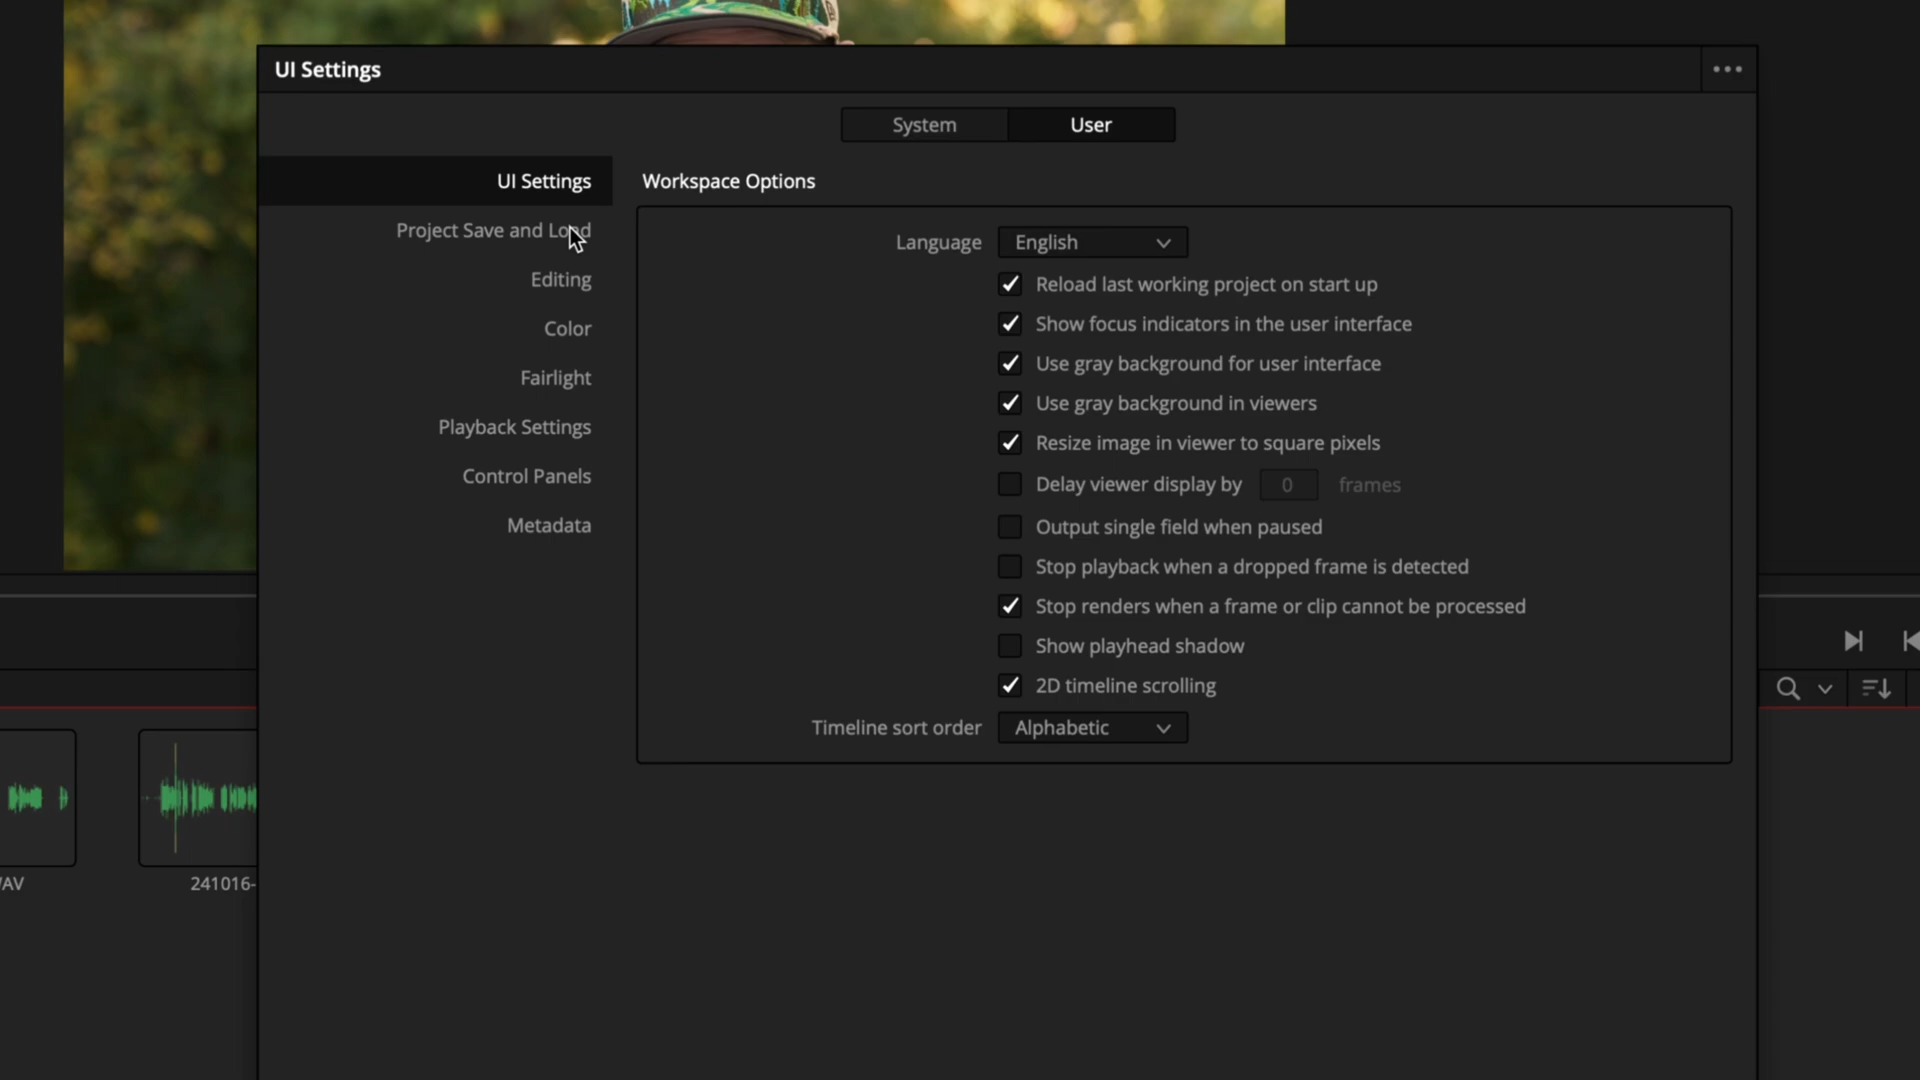 UI Settings
System
User
UI Settings
Workspace Options
Project Save and Load
Editing
Color
Fairlight
Playback Settings
Control Panels
Metadata
Language
English
Reload last working project on start up
Show focus indicators in the user interface
Use gray background for user interface
Use gray background in viewers
Resize image in viewer to square pixels
Delay viewer display by 0 frames
Output single field when paused
Stop playback when a dropped frame is detected
Stop renders when a frame or clip cannot be processed
Show playhead shadow
2D timeline scrolling
Timeline sort order
Alphabetic
AV
241016-